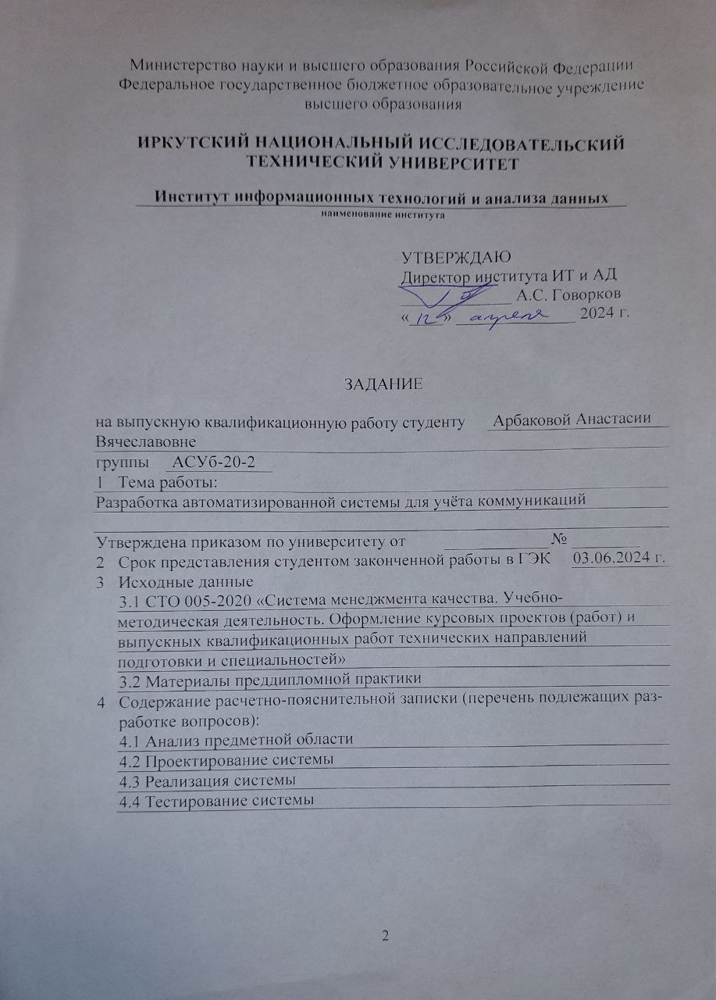 Министерство науки и высшего образования Российской Федерации
Федеральное государственное бюджетное образовательное учреждение
высшего образования
ИРКУТСКИЙ НАЦИОНАЛЬНЫЙ ИССЛЕДОВАТЕЛЬСКИЙ
ТЕХНИЧЕСКИЙ УНИВЕРСИТЕТ
Институт информационных технологий и анализа данных
наименование института
УТВЕРЖДАЮ
Директор института ИТ и АД
А.С. Говорков
«12» апреля 2024 г.
ЗАДАНИЕ
на выпускную квалификационную работу студенту Арбаковой Анастасии
Вячеславовне
группы АСУб-20-2
1 Тема работы:
Разработка автоматизированной системы для учёта коммуникаций
Утверждена приказом по университету от № 
2 Срок представления студентом законченной работы в ГЭК 03.06.2024 г.
3 Исходные данные
3.1 СТО 005-2020 «Система менеджмента качества. Учебно-
методическая деятельность. Оформление курсовых проектов (работ) и
выпускных квалификационных работ технических направлений
подготовки и специальностей»
3.2 Материалы преддипломной практики
4 Содержание расчетно-пояснительной записки (перечень подлежащих раз-
работке вопросов):
4.1 Анализ предметной области
4.2 Проектирование системы
4.3 Реализация системы
4.4 Тестирование системы
2